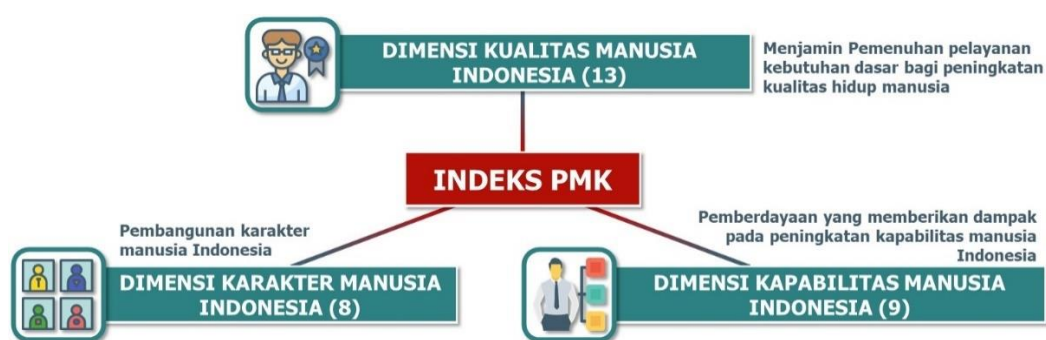 DIMENSI KUALITAS MANUSIA
INDONESIA (13)
Menjamin Pemenuhan pelayanan
kebutuhan dasar bagi peningkatan
kualitas hidup manusia
INDEKS PMK
Pembangunan karakter
manusia Indonesia
DIMENSI KARAKTER MANUSIA
INDONESIA (8)
Pemberdayaan yang memberikan dampak
pada peningkatan kapabilitas manusia
Indonesia
DIMENSI KAPABILITAS MANUSIA
INDONESIA (9)